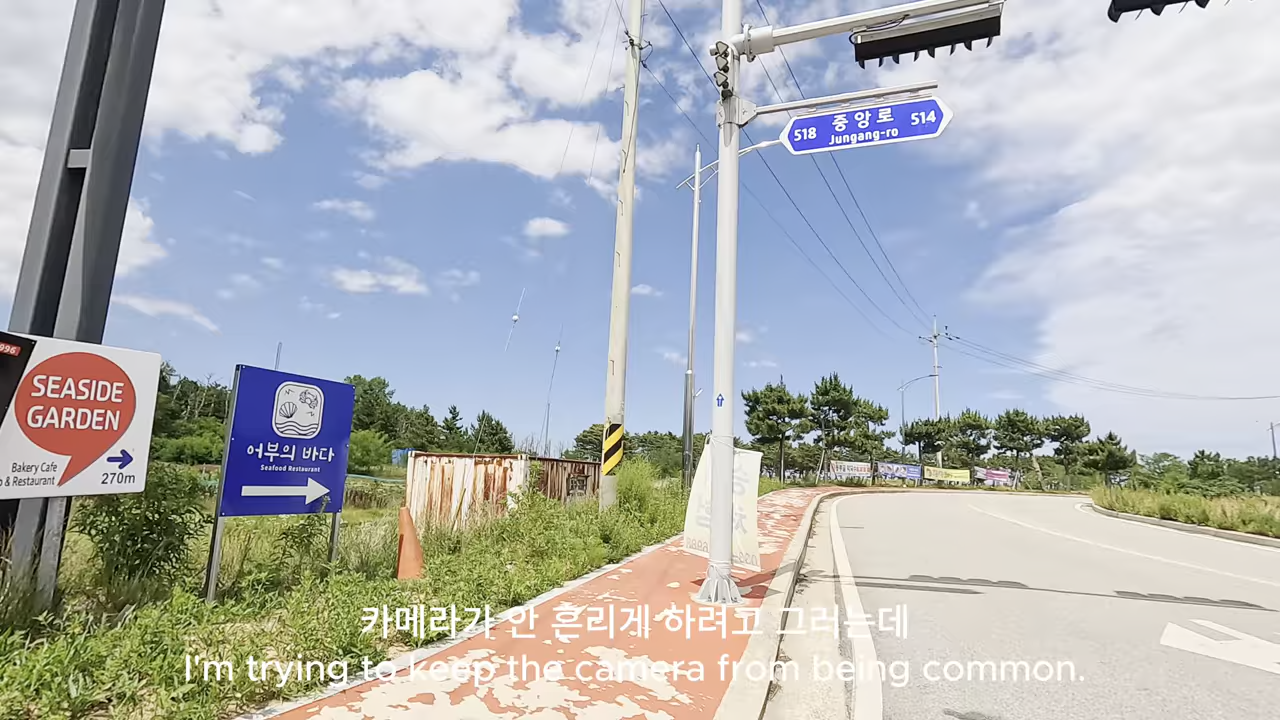 518 중앙로 514
Jungang-ro
996
SEASIDE
GARDEN
Bakery Cafe
& Restaurant
270m
어부의 바다
Seafood Restaurant
카메라가 안 흔리게 하려고 그러는데
I'm trying to keep the camera from being common.